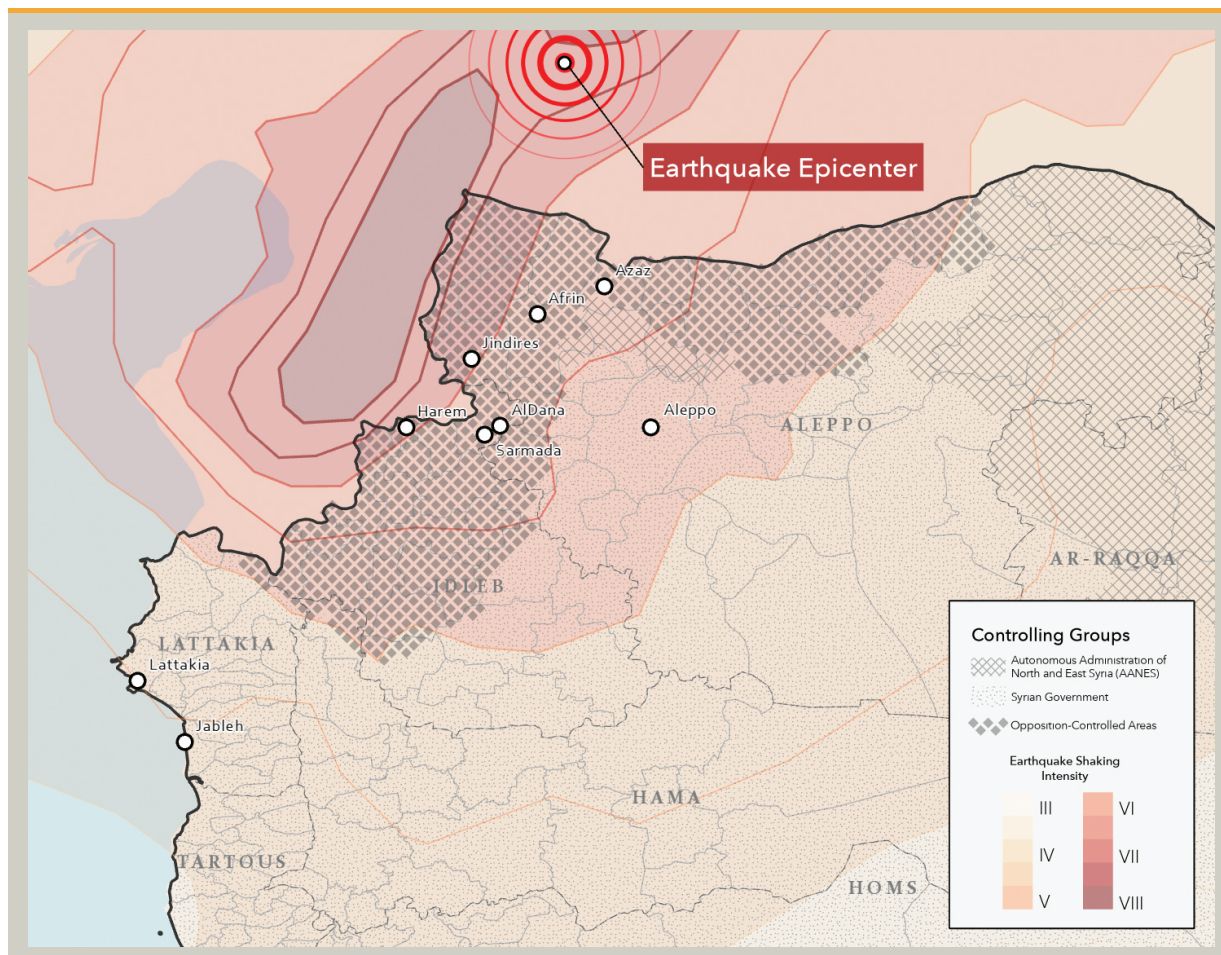 Earthquake Epicenter
Azaz
Afrin
Jindires
Harem
AlDana
Aleppo
ALEPPO
Sarmada
AR-RAQQA
IDLEB
LATTAKIA
Lattakia
Jableh
HAMA
TARTOUS
HOMS
Controlling Groups
Autonomous Administration of
North and East Syria (AANES)
Syrian Government
Opposition-Controlled Areas
Earthquake Shaking
Intensity
III
VI
IV
VII
V
VIII